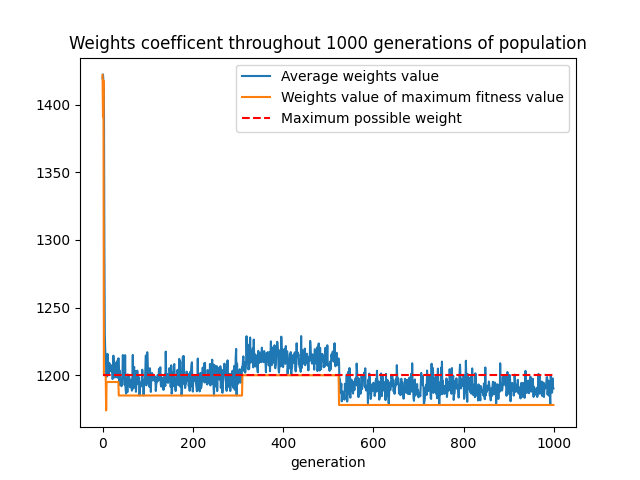 Weights coefficent throughout 1000 generations of population
Average weights value
Weights value of maximum fitness value
Maximum possible weight
1400
1350
1300
1250
1200
0 200 400 600 800 1000
generation